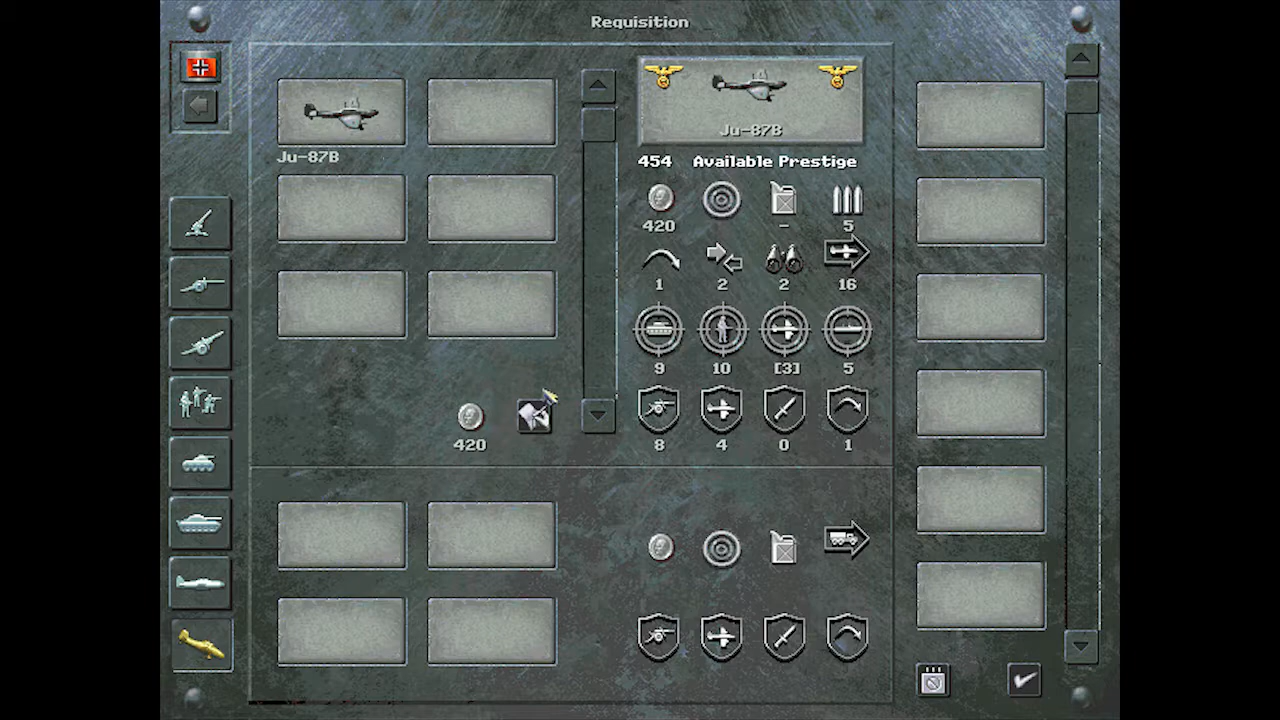 Requisition
Ju-87B
Ju-87B
454 Available Prestige
420 - 5
1 2 2 16
9 10 [3] 5
8 4 0 1
420